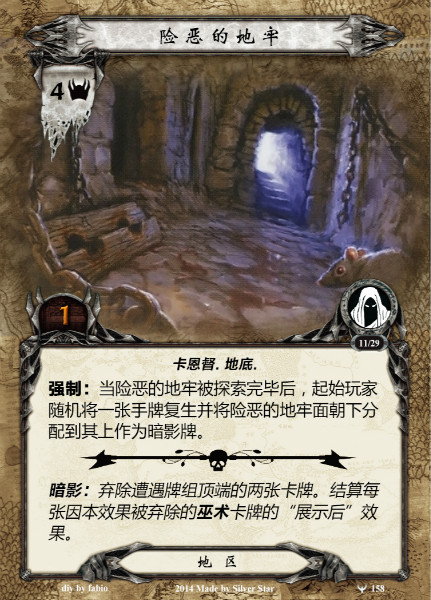 险恶的地牢
4
1
11/29
卡恩督. 地底.
强制：当险恶的地牢被探索完毕后，起始玩家
随机将一张手牌复生并将险恶的地牢面朝下分
配到其上作为暗影牌。
暗影：弃除遭遇牌组顶端的两张卡牌。结算每
张因本效果被弃除的巫术卡牌的“展示后”效
果。
地区
diy by fabio
2014 Made by Silver Star
158